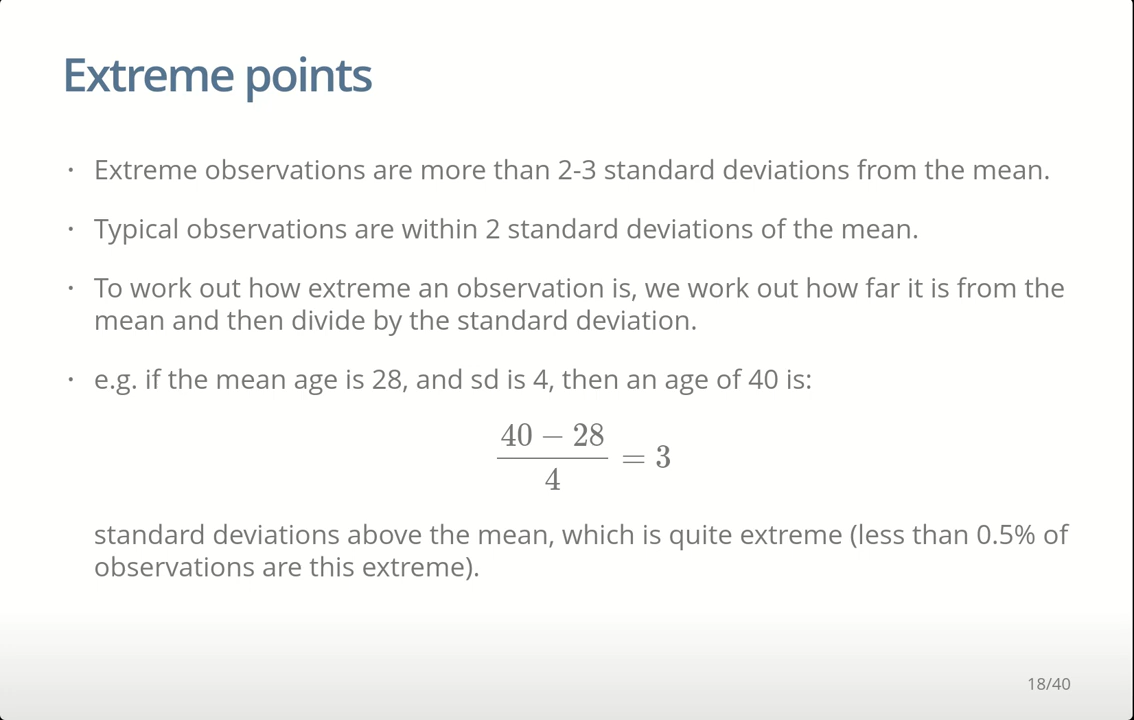 Extreme points
· Extreme observations are more than 2-3 standard deviations from the mean.
· Typical observations are within 2 standard deviations of the mean.
· To work out how extreme an observation is, we work out how far it is from the
mean and then divide by the standard deviation.
· e.g. if the mean age is 28, and sd is 4, then an age of 40 is:
40 − 28
= 3
4
standard deviations above the mean, which is quite extreme (less than 0.5% of
observations are this extreme).
18/40